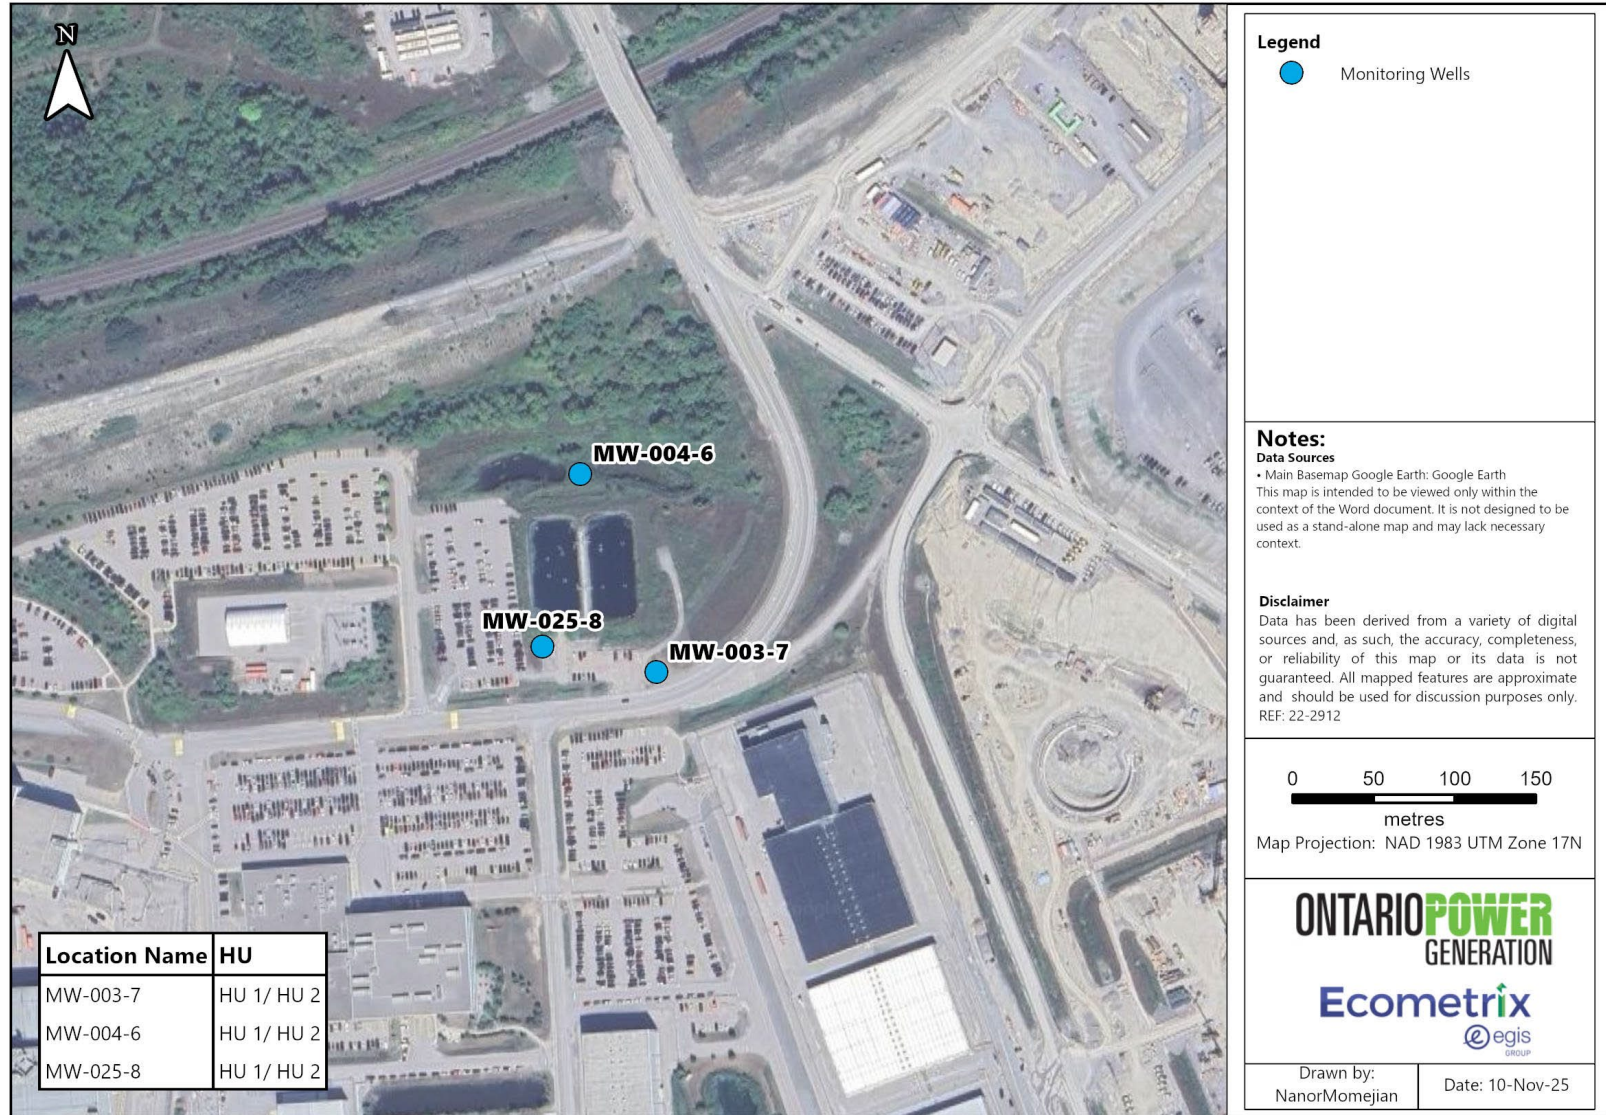 N
MW-004-6
MW-025-8
MW-003-7
Location Name HU
MW-003-7 HU 1/ HU 2
MW-004-6 HU 1/ HU 2
MW-025-8 HU 1/ HU 2
Legend
Monitoring Wells
Notes:
Data Sources
• Main Basemap Google Earth: Google Earth
This map is intended to be viewed only within the
context of the Word document. It is not designed to be
used as a stand-alone map and may lack necessary
context.
Disclaimer
Data has been derived from a variety of digital
sources and, as such, the accuracy, completeness,
or reliability of this map or its data is not
guaranteed. All mapped features are approximate
and should be used for discussion purposes only.
REF: 22-2912
0 50 100 150
metres
Map Projection: NAD 1983 UTM Zone 17N
ONTARIOPOWER
GENERATION
Ecometrix
egis
GROUP
Drawn by:
NanorMomejian
Date: 10-Nov-25